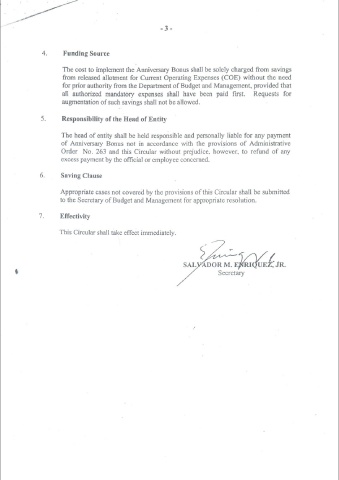 - 3 -
4. Funding Source
The cost to implement the Anniversary Bonus shall be solely charged from savings
from released allotment for Current Operating Expenses (COE) without the need
for prior authority from the Department of Budget and Management, provided that
all authorized mandatory expenses shall have been paid first. Requests for
augmentation of such savings shall not be allowed.
5. Responsibility of the Head of Entity
The head of entity shall be held responsible and personally liable for any payment
of Anniversary Bonus not in accordance with the provisions of Administrative
Order No. 263 and this Circular without prejudice, however, to refund of any
excess payment by the official or employee concerned.
6. Saving Clause
Appropriate cases not covered by the provisions of this Circular shall be submitted
to the Secretary of Budget and Management for appropriate resolution.
7. Effectivity
This Circular shall take effect immediately.
SALVADOR M. ENRIQUEZ, JR.
Secretary